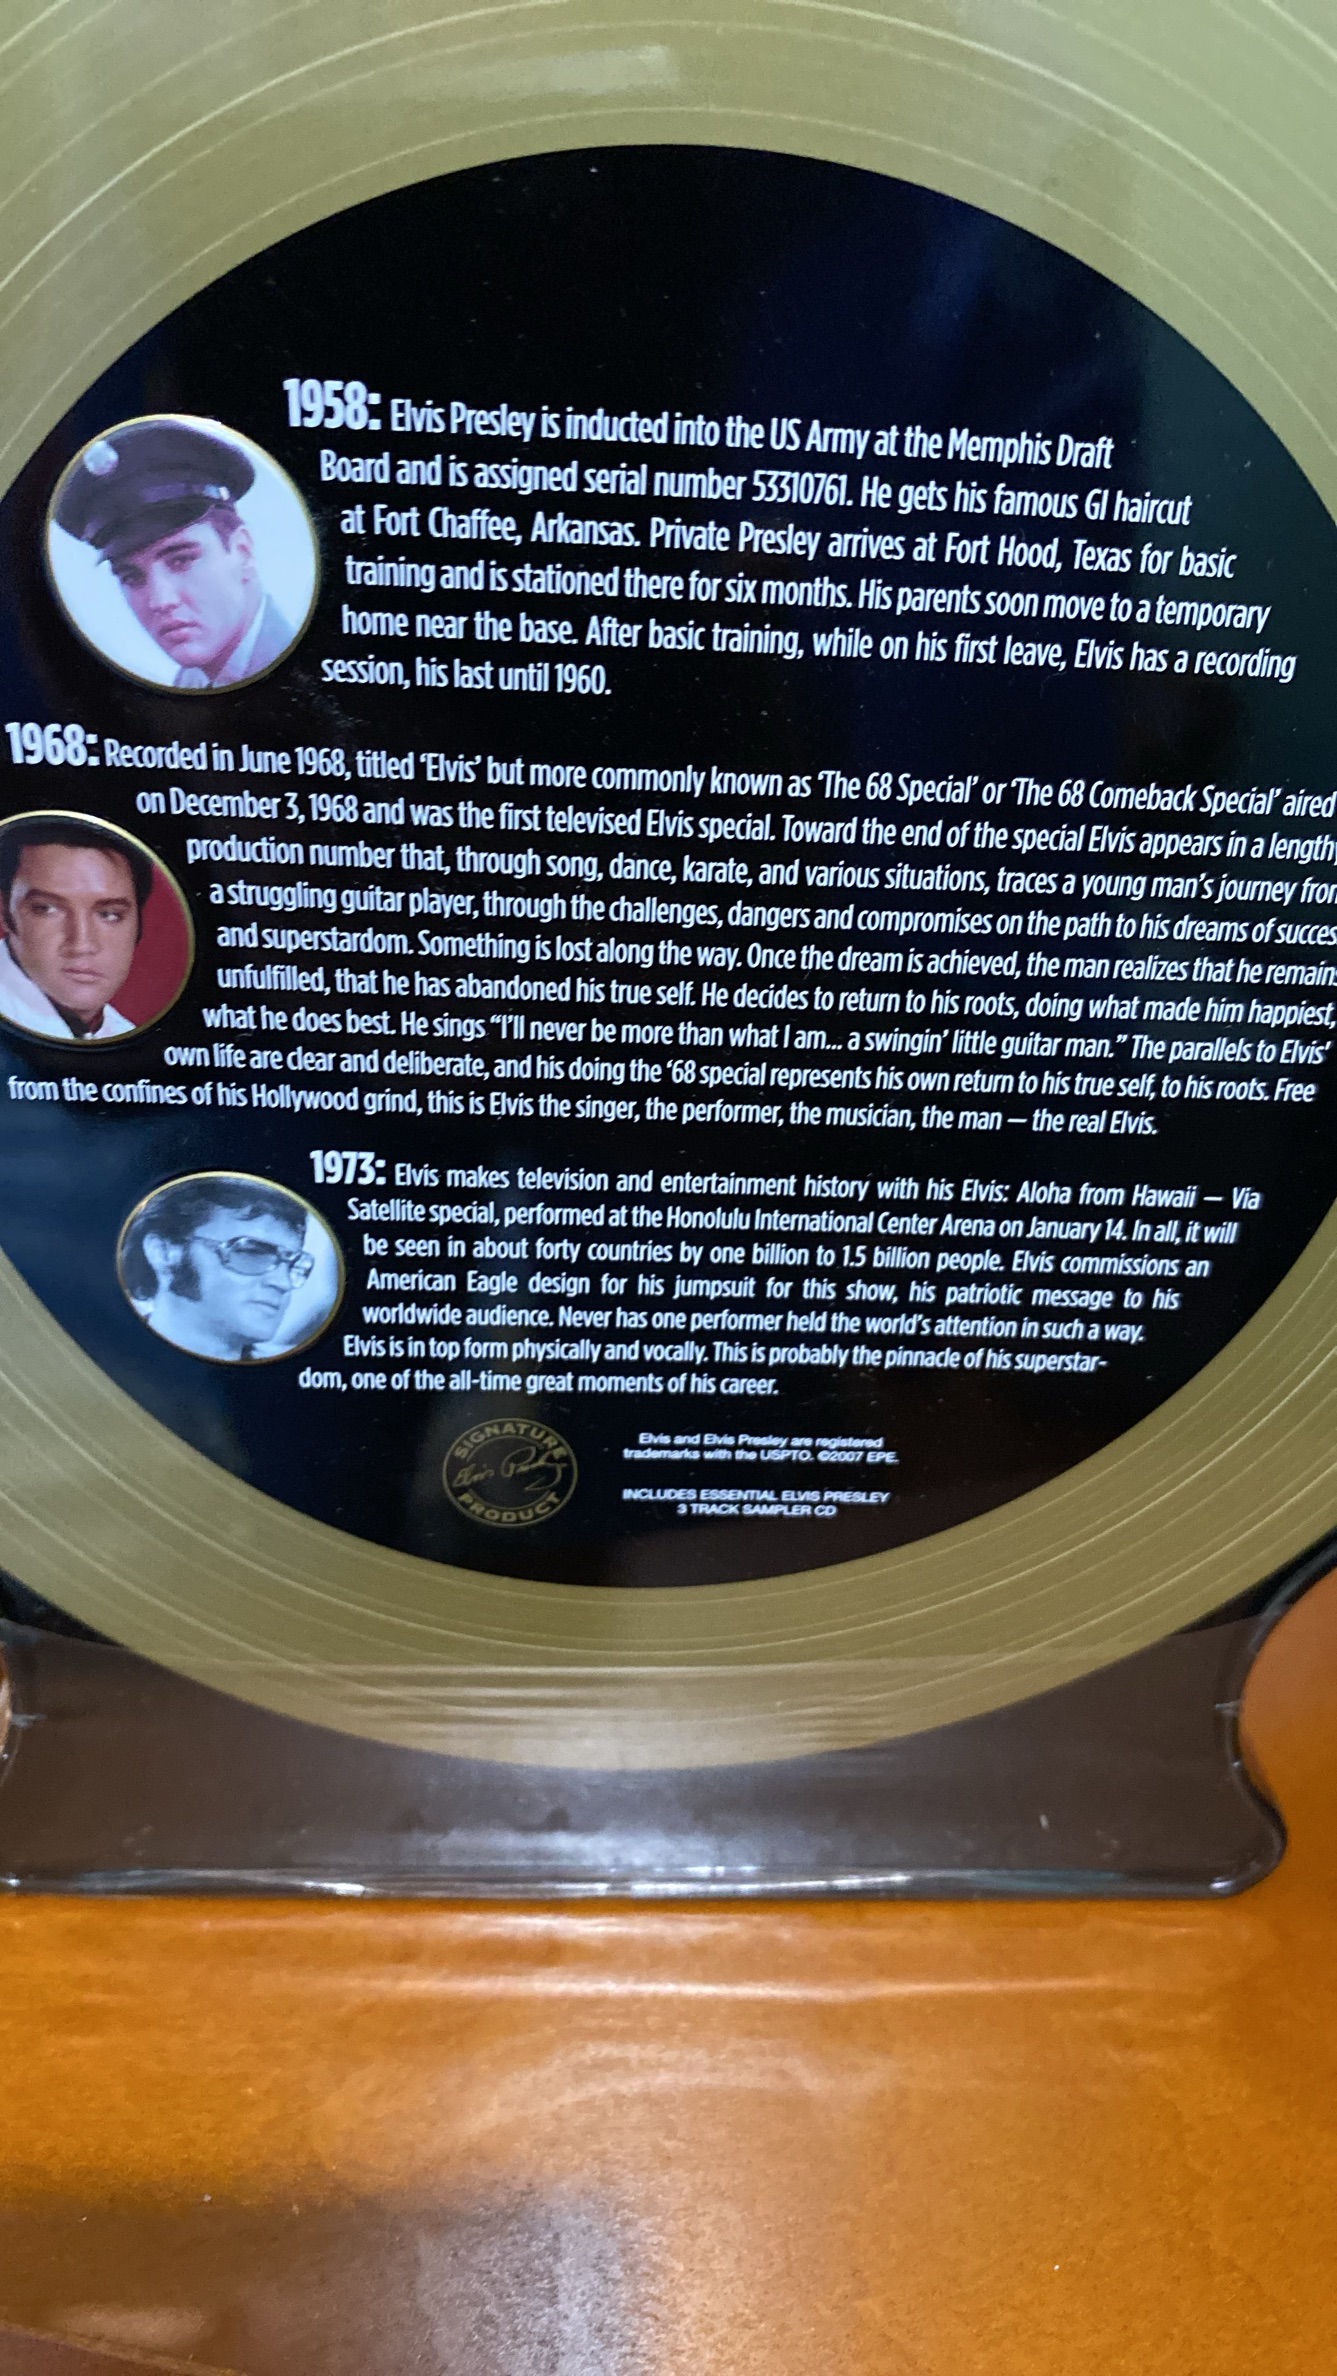 1958: Elvis Presley is inducted into the US Army at the Memphis Draft
Board and is assigned serial number 53310761. He gets his famous GI haircut
at Fort Chaffee, Arkansas. Private Presley arrives at Fort Hood, Texas for basic
training and is stationed there for six months. His parents soon move to a temporary
home near the base. After basic training, while on his first leave, Elvis has a recording
session, his last until 1960.
1968: Recorded in June 1968, titled ‘Elvis’ but more commonly known as ‘The 68 Special’ or ‘The 68 Comeback Special’ aired
on December 3, 1968 and was the first televised Elvis special. Toward the end of the special Elvis appears in a length
production number that, through song, dance, karate, and various situations, traces a young man’s journey fro
a struggling guitar player, through the challenges, dangers and compromises on the path to his dreams of succes
and superstardom. Something is lost along the way. Once the dream is achieved, the man realizes that he remain
unfulfilled, that he has abandoned his true self. He decides to return to his roots, doing what made him happiest,
what he does best. He sings “I’ll never be more than what I am... a swingin’ little guitar man.” The parallels to Elvis’
own life are clear and deliberate, and his doing the ‘68 special represents his own return to his true self, to his roots. Free
from the confines of his Hollywood grind, this is Elvis the singer, the performer, the musician, the man — the real Elvis.
1973: Elvis makes television and entertainment history with his Elvis: Aloha from Hawaii — Via
Satellite special, performed at the Honolulu International Center Arena on January 14. In all, it will
be seen in about forty countries by one billion to 1.5 billion people. Elvis commissions an
American Eagle design for his jumpsuit for this show, his patriotic message to his
worldwide audience. Never has one performer held the world’s attention in such a way.
Elvis is in top form physically and vocally. This is probably the pinnacle of his superstar-
dom, one of the all-time great moments of his career.
SIGNATURE
Elvis Presley
PRODUCT
Elvis and Elvis Presley are registered
trademarks with the USPTO. ©2007 EPE.
INCLUDES ESSENTIAL ELVIS PRESLEY
3 TRACK SAMPLER CD